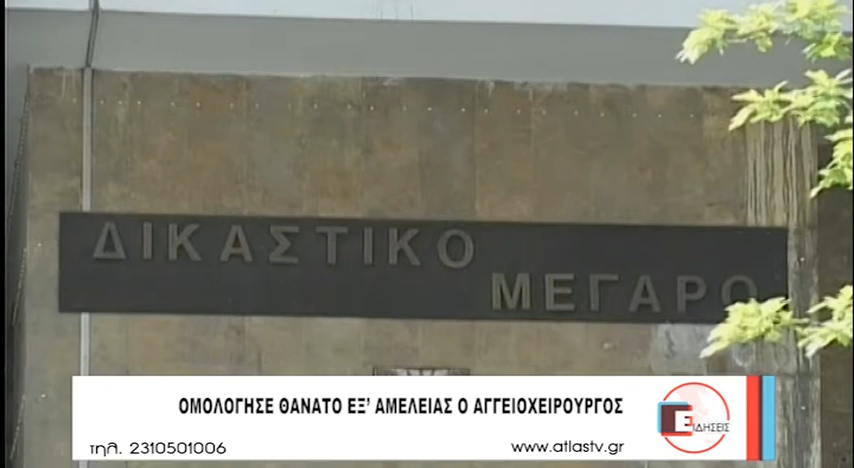 ΔΙΚΑΣΤΙΚΟ
ΜΕΓΑΡΟ
ΟΜΟΛΟΓΗΣΕ ΘΑΝΑΤΟ ΕΞ' ΑΜΕΛΕΙΑΣ Ο ΑΓΓΕΙΟΧΕΙΡΟΥΡΓΟΣ
ΕΙΔΗΣΕΙΣ
τηλ. 2310501006
www.atlastv.gr